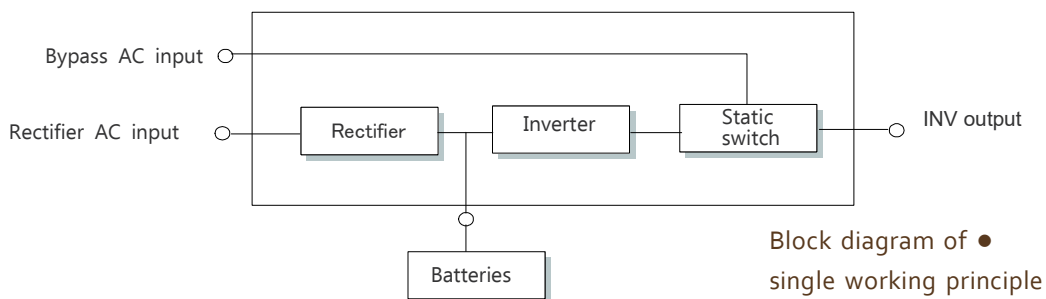 Bypass AC input
Rectifier AC input
Rectifier
Inverter
Static
switch
INV output
Batteries
Block diagram of ●
single working principle